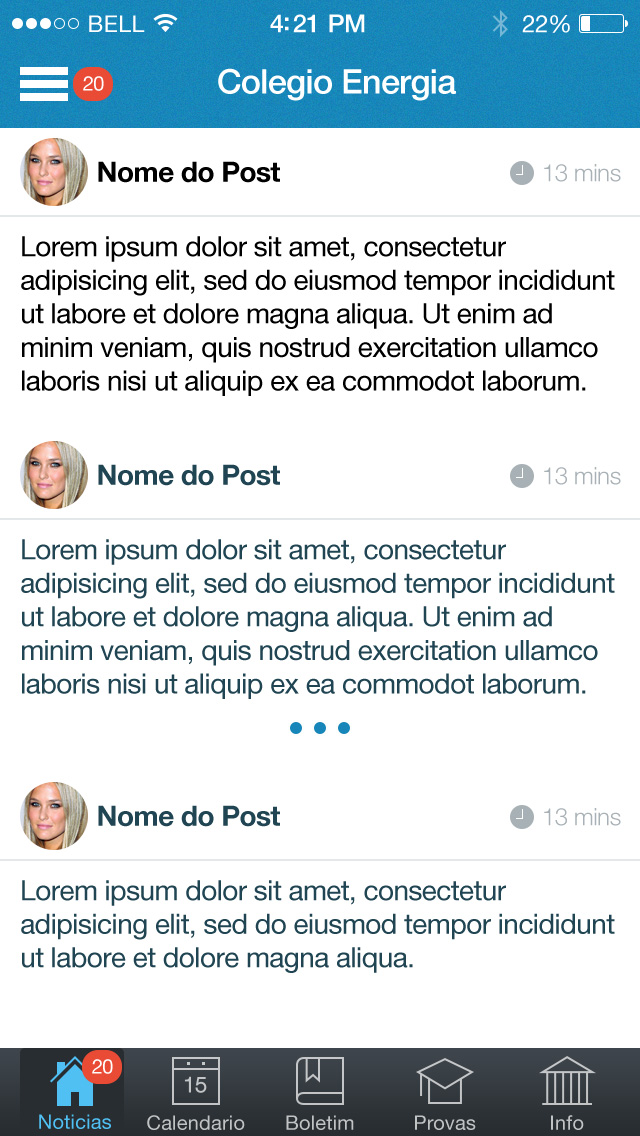 BELL 4:21 PM 22%
20 Colegio Energia
Nome do Post 13 mins
Lorem ipsum dolor sit amet, consectetur
adipisicing elit, sed do eiusmod tempor incididunt
ut labore et dolore magna aliqua. Ut enim ad
minim veniam, quis nostrud exercitation ullamco
laboris nisi ut aliquip ex ea commodot laborum.
Nome do Post 13 mins
Lorem ipsum dolor sit amet, consectetur
adipisicing elit, sed do eiusmod tempor incididunt
ut labore et dolore magna aliqua. Ut enim ad
minim veniam, quis nostrud exercitation ullamco
laboris nisi ut aliquip ex ea commodot laborum.
Nome do Post 13 mins
Lorem ipsum dolor sit amet, consectetur
adipisicing elit, sed do eiusmod tempor incididunt
ut labore et dolore magna aliqua.
20 15
Noticias Calendario Boletim Provas Info